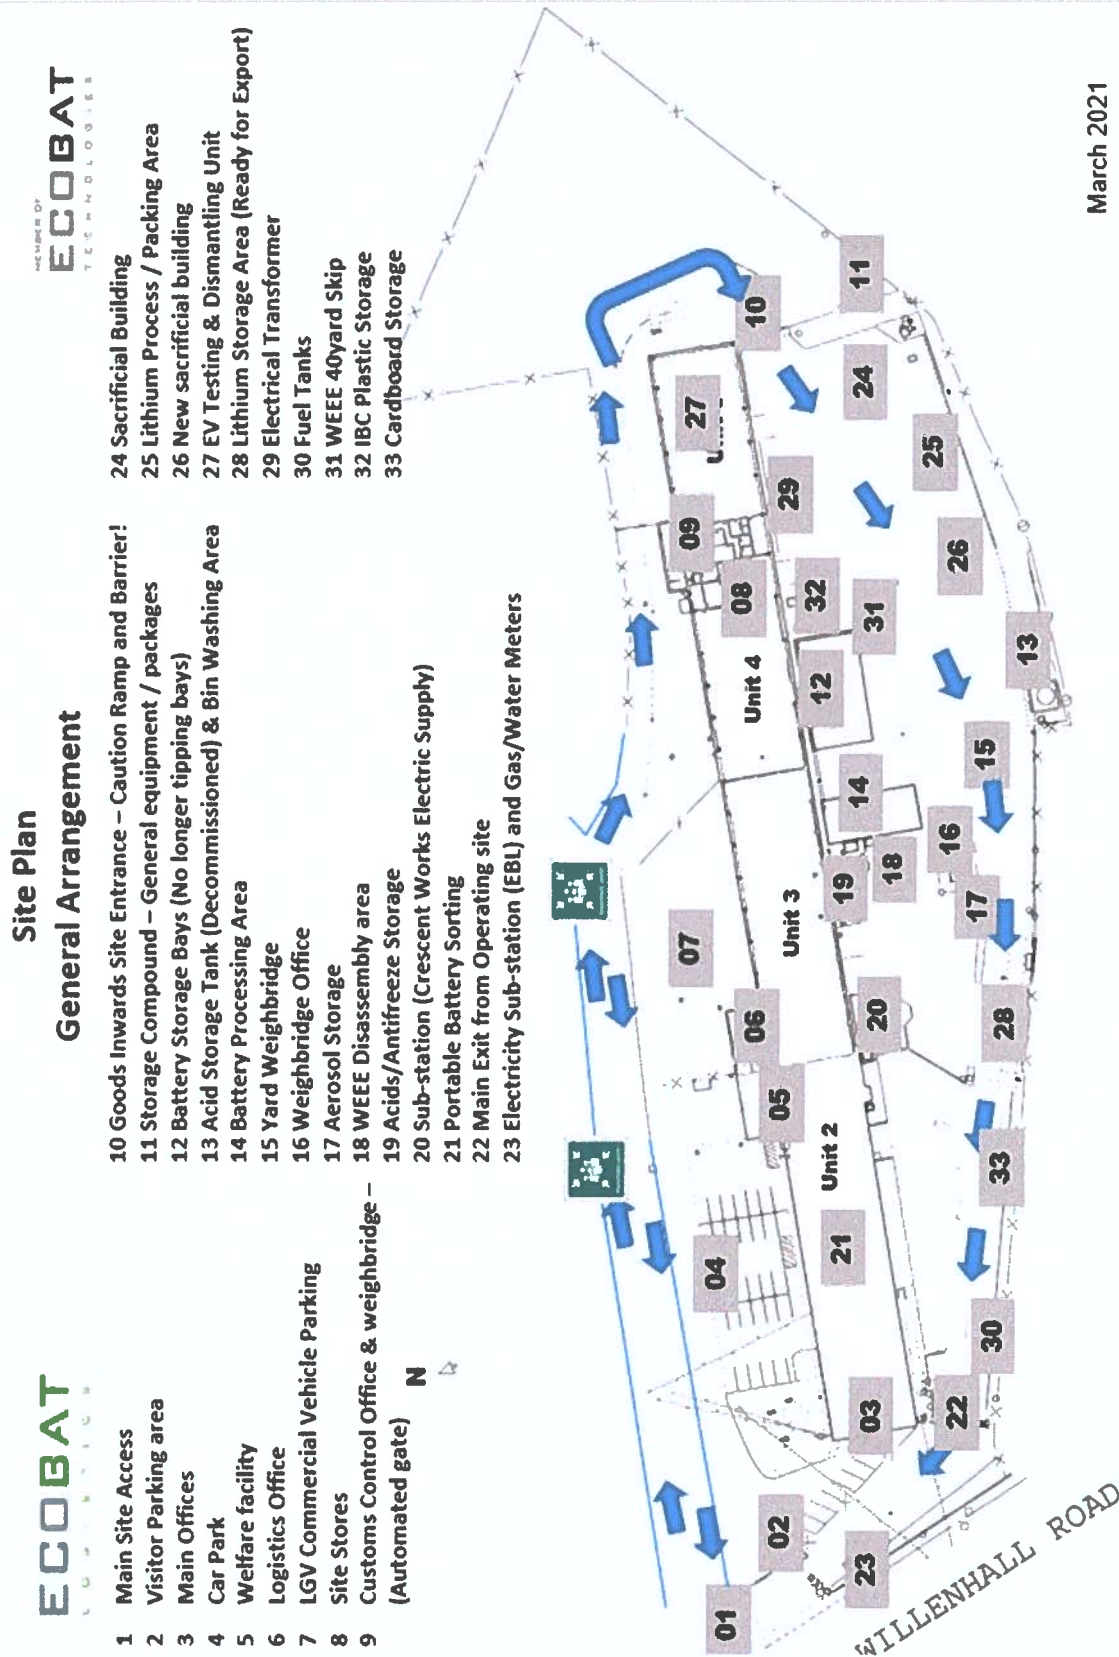 ECOBAT
Site Plan
General Arrangement
MEMBER OF
ECOBAT
TECHNOLOGIES
1 Main Site Access
2 Visitor Parking area
3 Main Offices
4 Car Park
5 Welfare facility
6 Logistics Office
7 LGV Commercial Vehicle Parking
8 Site Stores
9 Customs Control Office & weighbridge –
(Automated gate)
10 Goods Inwards Site Entrance – Caution Ramp and Barrier!
11 Storage Compound – General equipment / packages
12 Battery Storage Bays (No longer tipping bays)
13 Acid Storage Tank (Decommissioned) & Bin Washing Area
14 Battery Processing Area
15 Yard Weighbridge
16 Weighbridge Office
17 Aerosol Storage
18 WEEE Disassembly area
19 Acids/Antifreeze Storage
20 Sub-station (Crescent Works Electric Supply)
21 Portable Battery Sorting
22 Main Exit from Operating site
23 Electricity Sub-station (EBL) and Gas/Water Meters
24 Sacrificial Building
25 Lithium Process / Packing Area
26 New sacrificial building
27 EV Testing & Dismantling Unit
28 Lithium Storage Area (Ready for Export)
29 Electrical Transformer
30 Fuel Tanks
31 WEEE 40yard Skip
32 IBC Plastic Storage
33 Cardboard Storage
N
01
02
23
03
22
30
04
21
Unit 2
33
05
06
20
28
07
Unit 3
19
18
17
16
14
15
Unit 4
12
13
08
32
31
09
29
26
27
25
24
10
11
WILLENHALL ROAD
March 2021